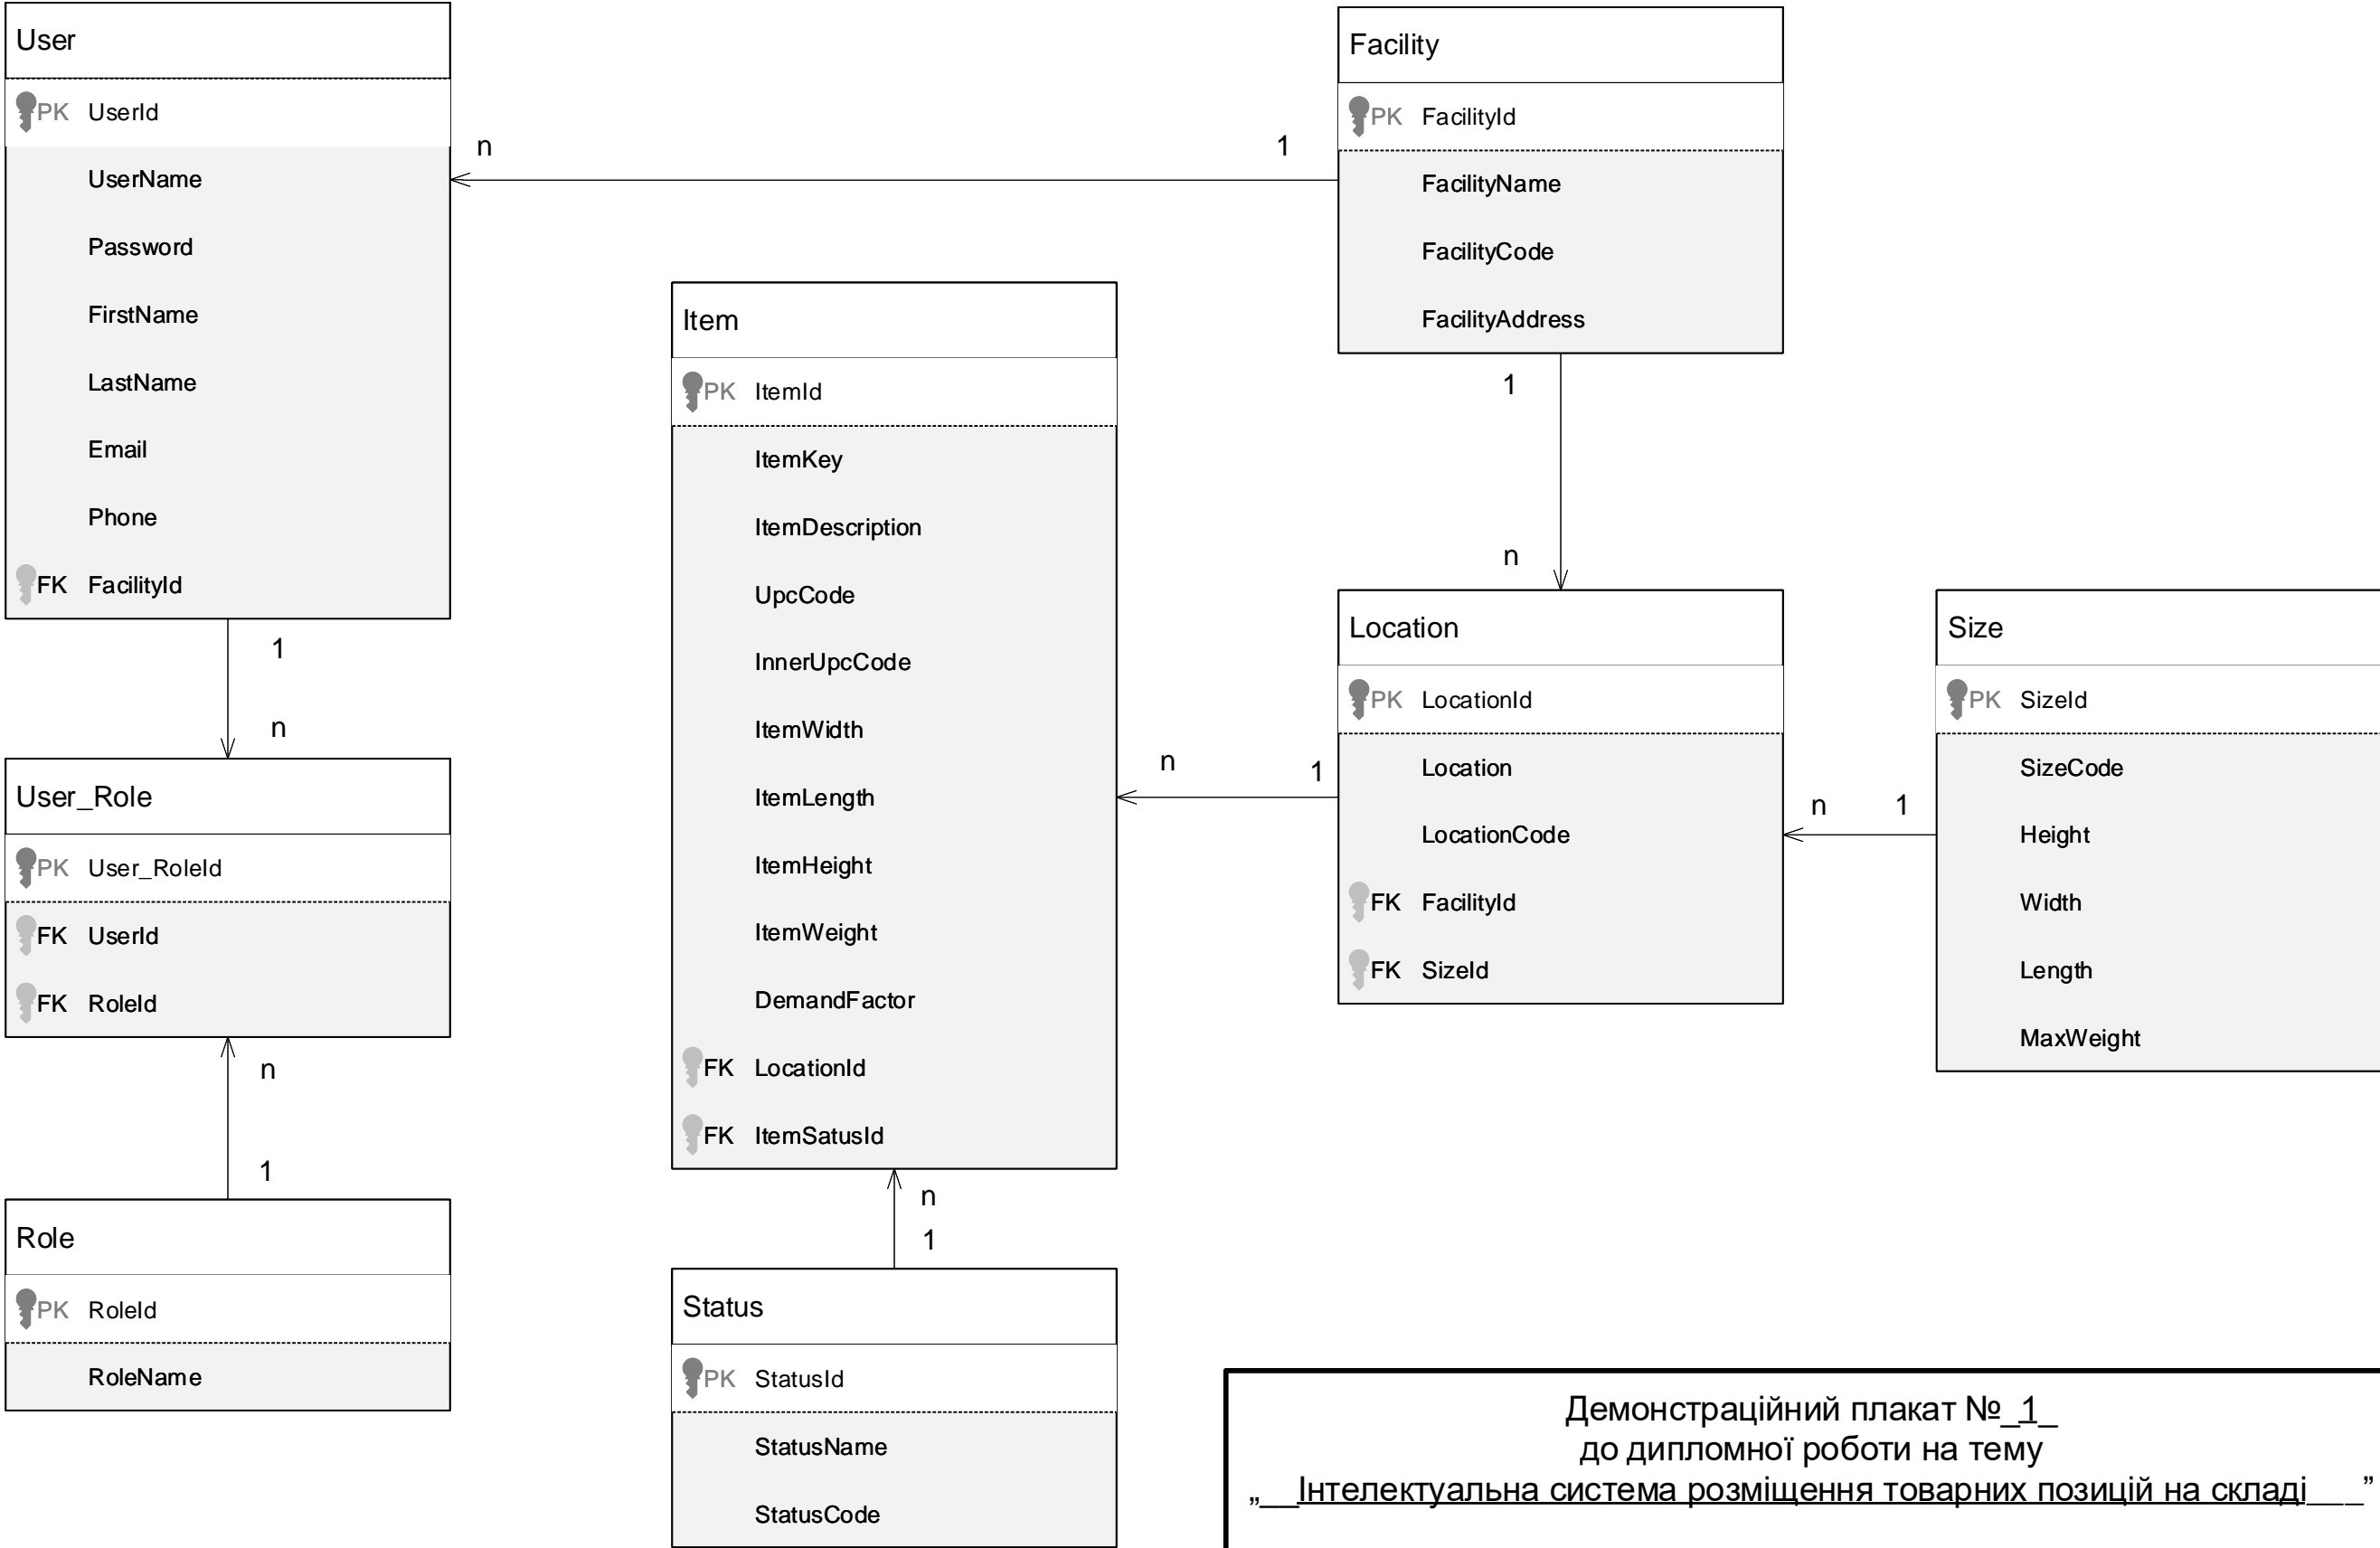 User
PK UserId
UserName
Password
FirstName
LastName
Email
Phone
FK FacilityId
n
1
Facility
PK FacilityId
FacilityName
FacilityCode
FacilityAddress
1
n
1
n
User_Role
PK User_RoleId
FK UserId
FK RoleId
n
1
Role
PK RoleId
RoleName
Item
PK ItemId
ItemKey
ItemDescription
UpcCode
InnerUpcCode
ItemWidth
ItemLength
ItemHeight
ItemWeight
DemandFactor
FK LocationId
FK ItemSatusId
n
1
Status
PK StatusId
StatusName
StatusCode
n
1
Location
PK LocationId
Location
LocationCode
FK FacilityId
FK SizeId
n
1
Size
PK SizeId
SizeCode
Height
Width
Length
MaxWeight
Демонстраційний плакат №_1_
до дипломної роботи на тему
„__Інтелектуальна система розміщення товарних позицій на складі___”